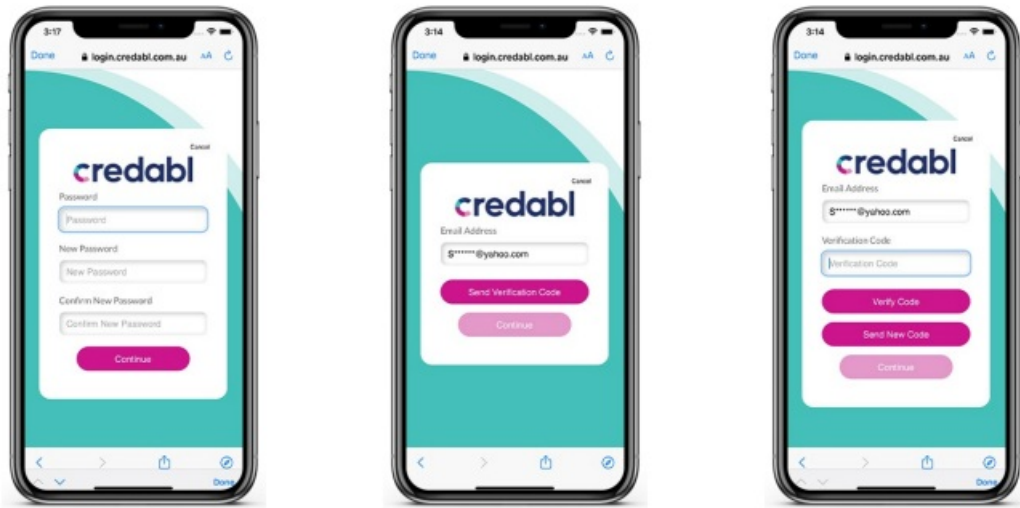 3:17
Done login.credabl.com.au AA
Cancel
credabl
Password
Password
New Password
New Password
Confirm New Password
Confirm New Password
Continue
Done
3:14
Done login.credabl.com.au AA
Cancel
credabl
Email Address
S******@yahoo.com
Send Verification Code
Continue
3:14
Done login.credabl.com.au AA
Cancel
credabl
Email Address
S******@yahoo.com
Verification Code
Verification Code
Verify Code
Send New Code
Continue
Done